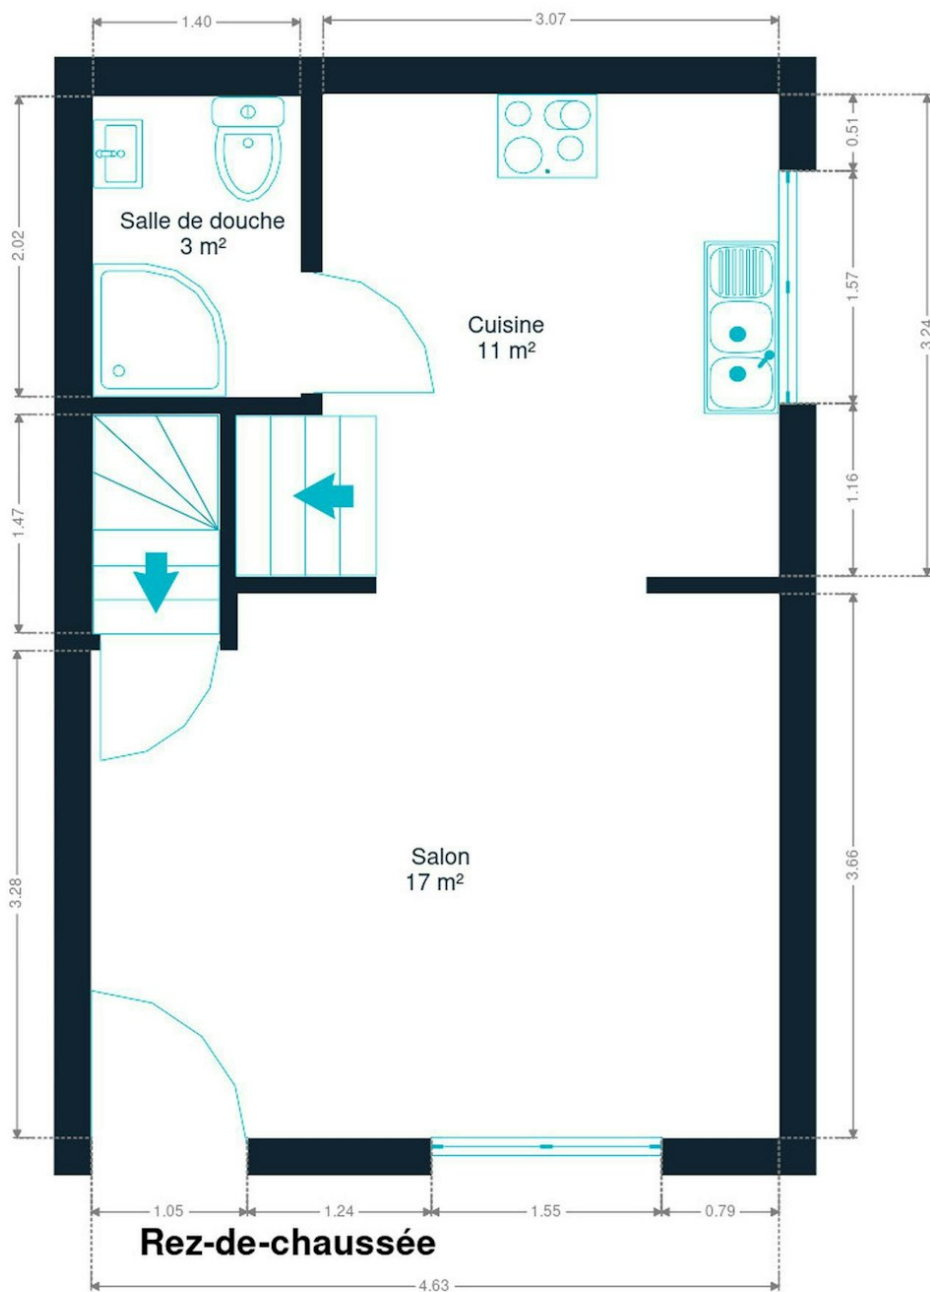 1.40
3.07
2.02
0.51
Salle de douche
3 m²
1.57
3.24
Cuisine
11 m²
1.47
1.16
Salon
17 m²
3.28
3.66
1.05
1.24
1.55
0.79
Rez-de-chaussée
4.63